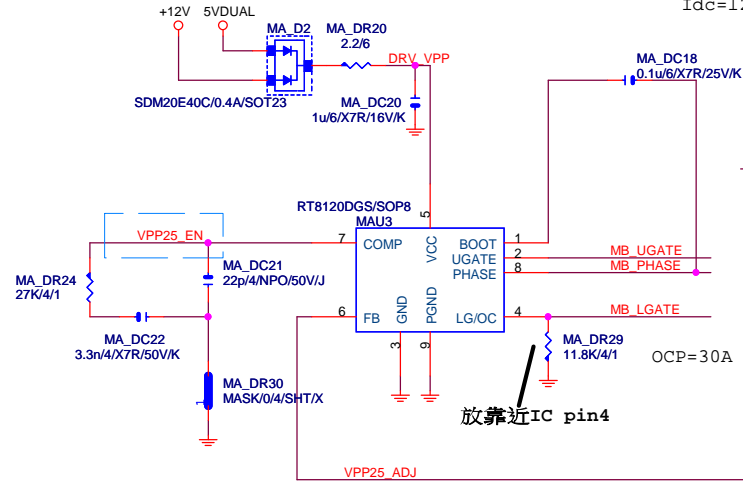 Idc=12
+12V
5VDUAL
MA_D2
MA_DR20
2.2/6
DRV_VPP
MA_DC18
0.1u/6/X7R/25V/K
SDM20E40C/0.4A/SOT23
MA_DC20
1u/6/X7R/16V/K
RT8120DGS/SOP8
MAU3
5
VPP25_EN
7
COMP
VCC
BOOT
1
UGATE
2
MB_UGATE
PHASE
8
MB_PHASE
MA_DC21
22p/4/NPO/50V/J
MA_DR24
27K/4/1
6
FB
GND
PGND
LG/OC
4
MB_LGATE
MA_DC22
3.3n/4/X7R/50V/K
3
9
MA_DR29
11.8K/4/1
OCP=30A
MA_DR30
MASK/0/4/SHT/X
1
放靠近IC pin4
VPP25_ADJ